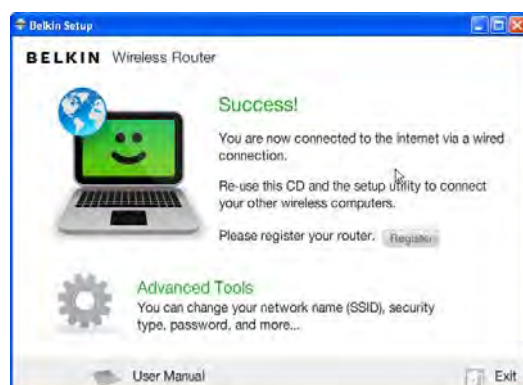 Belkin Setup
BELKIN Wireless Router
Success!
You are now connected to the internet via a wired
connection.
Re-use this CD and the setup utility to connect
your other wireless computers.
Please register your router. Register
Advanced Tools
You can change your network name (SSID), security
type, password, and more...
User Manual Exit